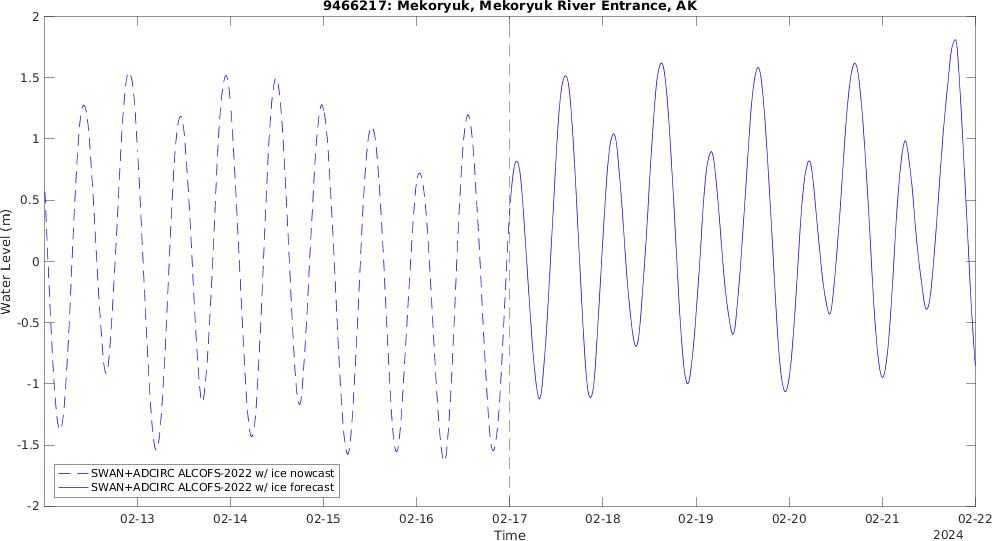 9466217: Mekoryuk, Mekoryuk River Entrance, AK
2
1.5
1
0.5
0
-0.5
-1
-1.5
-2
Water Level (m)
SWAN+ADCIRC ALCOFS-2022 w/ ice nowcast
SWAN+ADCIRC ALCOFS-2022 w/ ice forecast
02-13 02-14 02-15 02-16 02-17 02-18 02-19 02-20 02-21 02-22
Time
2024